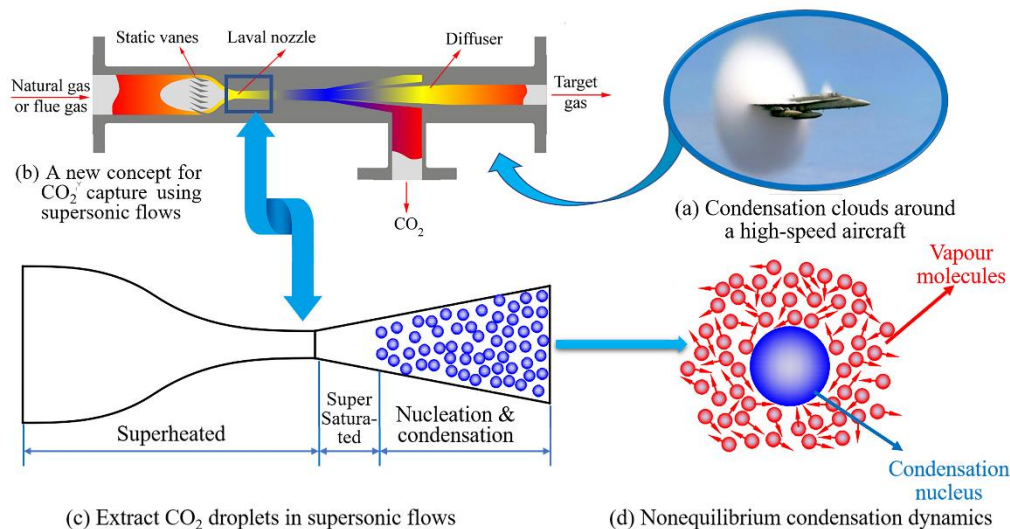 Static vanes
Laval nozzle
Diffuser
Natural gas
or flue gas
Target
gas
(b) A new concept for
CO2 capture using
supersonic flows
CO2
(a) Condensation clouds around
a high-speed aircraft
Vapour
molecules
Superheated
Super
Satura-
ted
Nucleation &
condensation
Condensation
nucleus
(c) Extract CO2 droplets in supersonic flows
(d) Nonequilibrium condensation dynamics